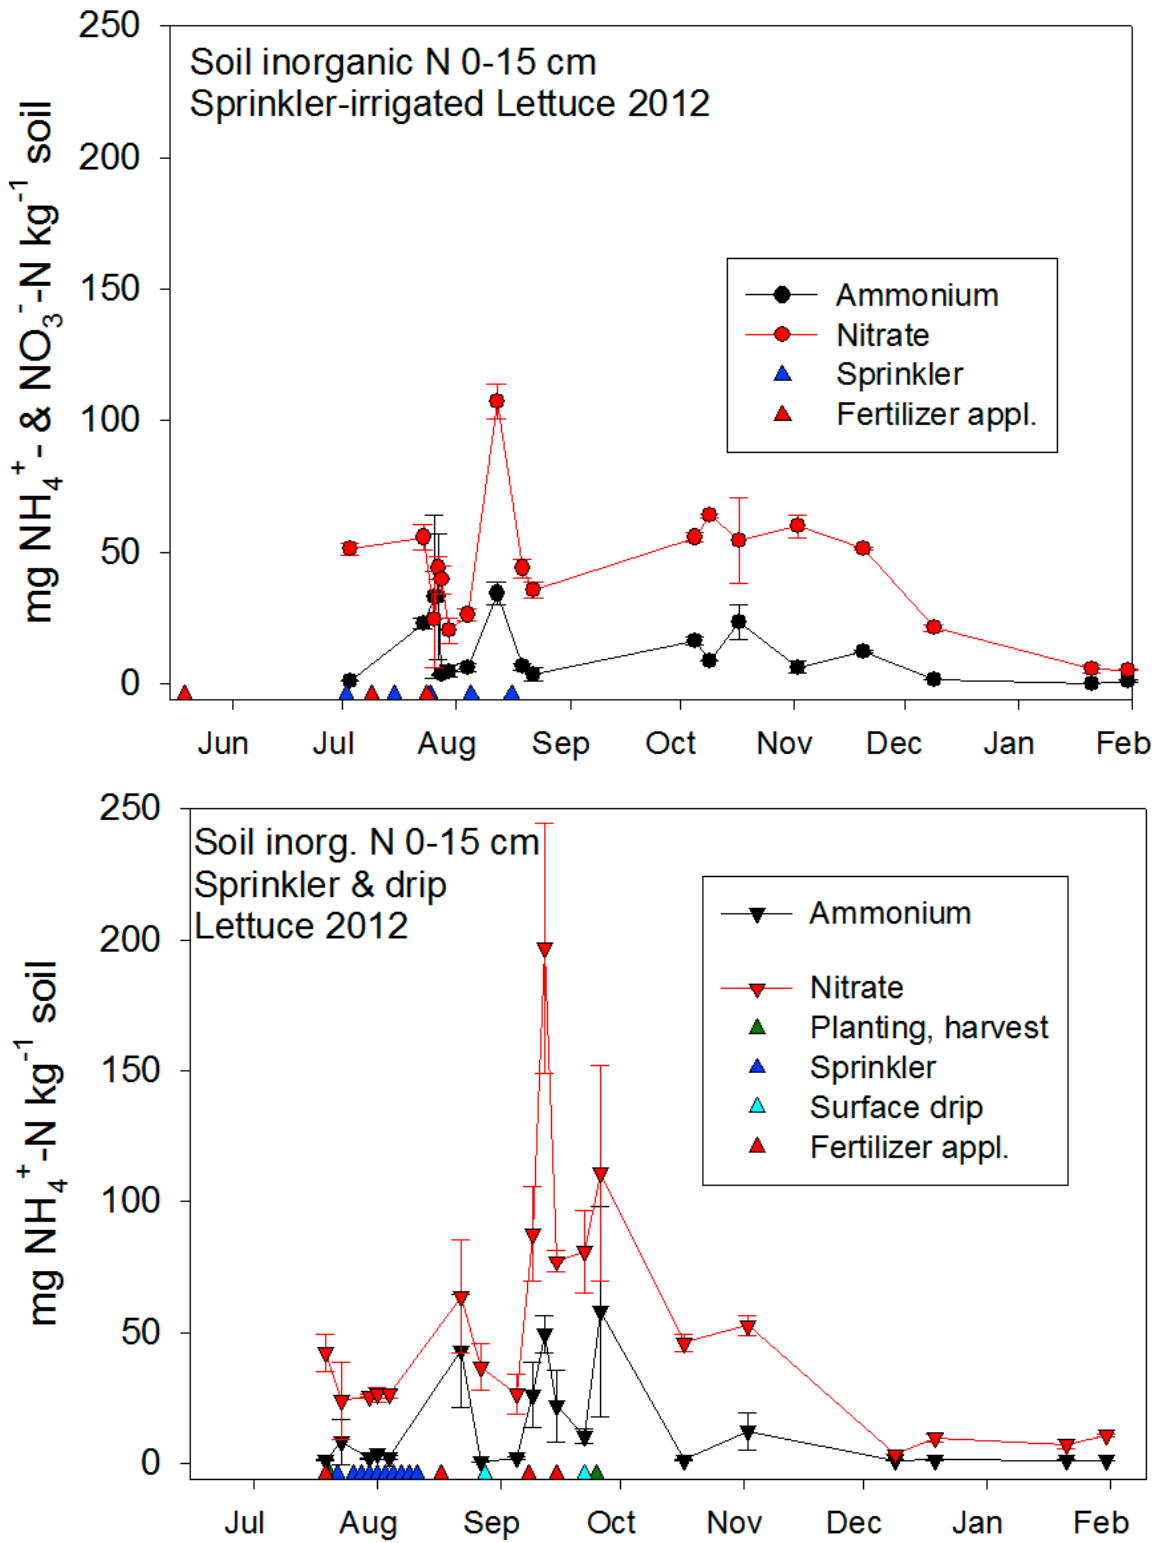 250
200
150
100
50
0
mg NH₄⁺- & NO₃⁻-N kg⁻¹ soil
Soil inorganic N 0-15 cm
Sprinkler-irrigated Lettuce 2012
Ammonium
Nitrate
Sprinkler
Fertilizer appl.
Jun Jul Aug Sep Oct Nov Dec Jan Feb
250
200
150
100
50
0
mg NH₄⁺-N kg⁻¹ soil
Soil inorg. N 0-15 cm
Sprinkler & drip
Lettuce 2012
Ammonium
Nitrate
Planting, harvest
Sprinkler
Surface drip
Fertilizer appl.
Jul Aug Sep Oct Nov Dec Jan Feb